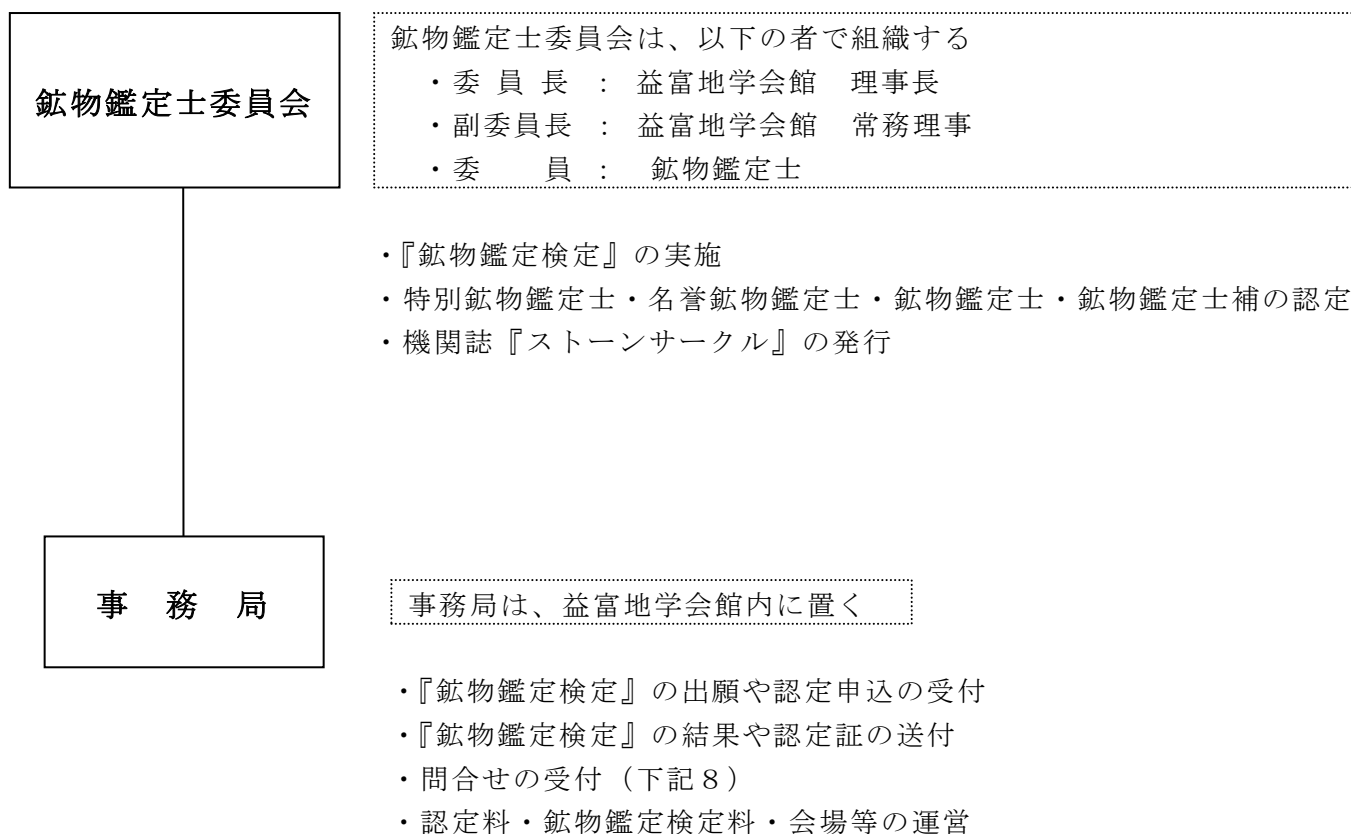 鉱物鑑定士委員会
鉱物鑑定士委員会は、以下の者で組織する
・委 員 長 : 益富地学会館 理事長
・副委員長 : 益富地学会館 常務理事
・委 員 : 鉱物鑑定士
・『鉱物鑑定検定』の実施
・特別鉱物鑑定士・名誉鉱物鑑定士・鉱物鑑定士・鉱物鑑定士補の認定
・機関誌『ストーンサークル』の発行
事 務 局
事務局は、益富地学会館内に置く
・『鉱物鑑定検定』の出願や認定申込の受付
・『鉱物鑑定検定』の結果や認定証の送付
・問合せの受付（下記８）
・認定料・鉱物鑑定検定料・会場等の運営